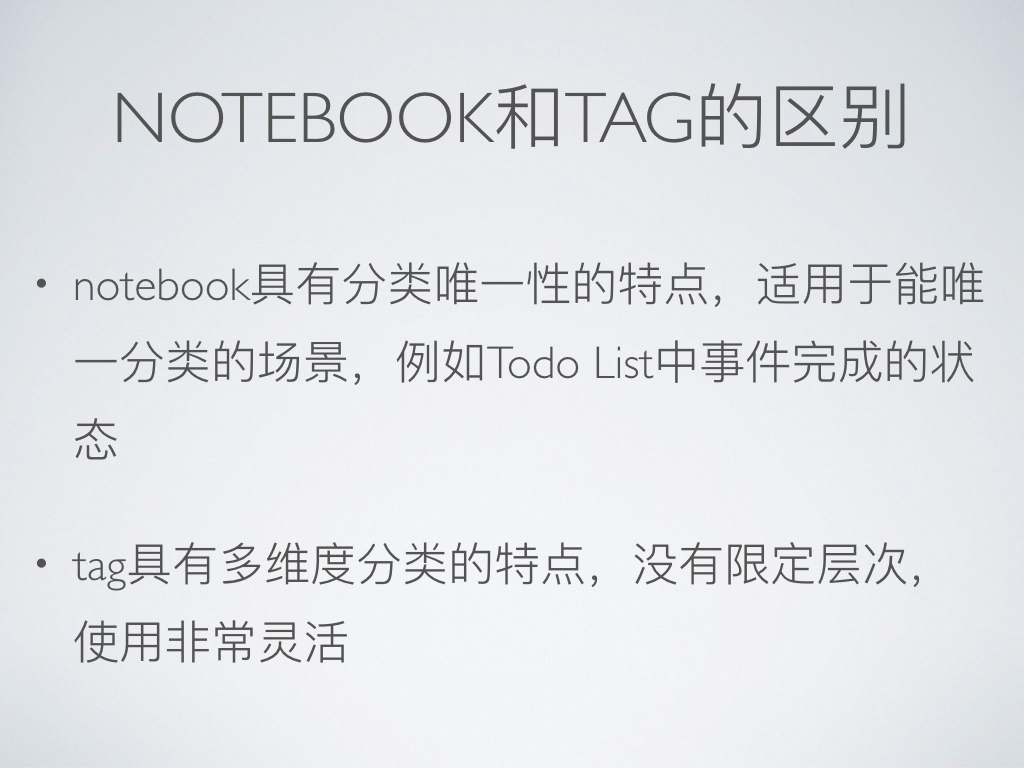 NOTEBOOK和TAG的区别
• notebook具有分类唯一性的特点，适用于能唯
一分类的场景，例如Todo List中事件完成的状
态
• tag具有多维度分类的特点，没有限定层次，
使用非常灵活